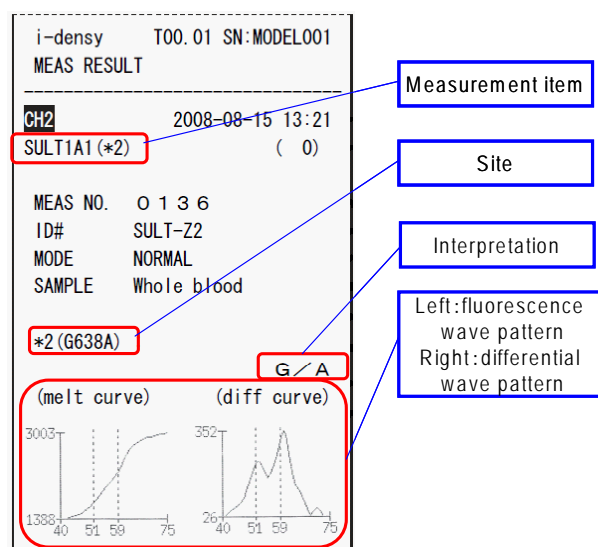 i-densy T00.01 SN:MODEL001
MEAS RESULT
CH2 2008-08-15 13:21
SULT1A1(*2) ( 0)
MEAS NO. 0136
ID# SULT-Z2
MODE NORMAL
SAMPLE Whole blood
*2(G638A)
G/A
(melt curve) (diff curve)
3003 352
1388 26
40 51 59 75 40 51 59 75
Measurement item
Site
Interpretation
Left:fluorescence
wave pattern
Right:differential
wave pattern